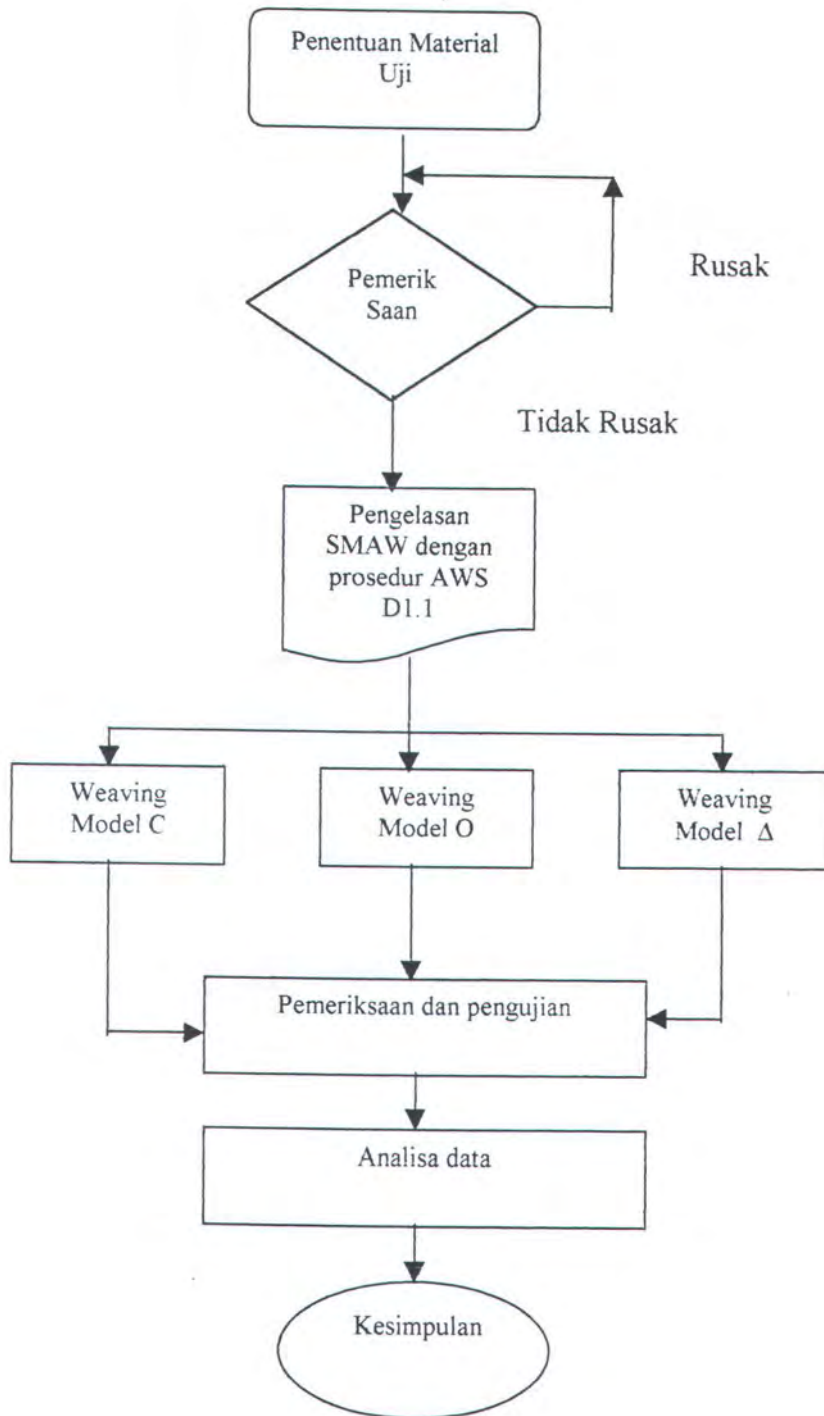 Penentuan Material
Uji
Pemerik
Saan
Rusak
Tidak Rusak
Pengelasan
SMAW dengan
prosedur AWS
D1.1
Weaving
Model C
Weaving
Model O
Weaving
Model Δ
Pemeriksaan dan pengujian
Analisa data
Kesimpulan